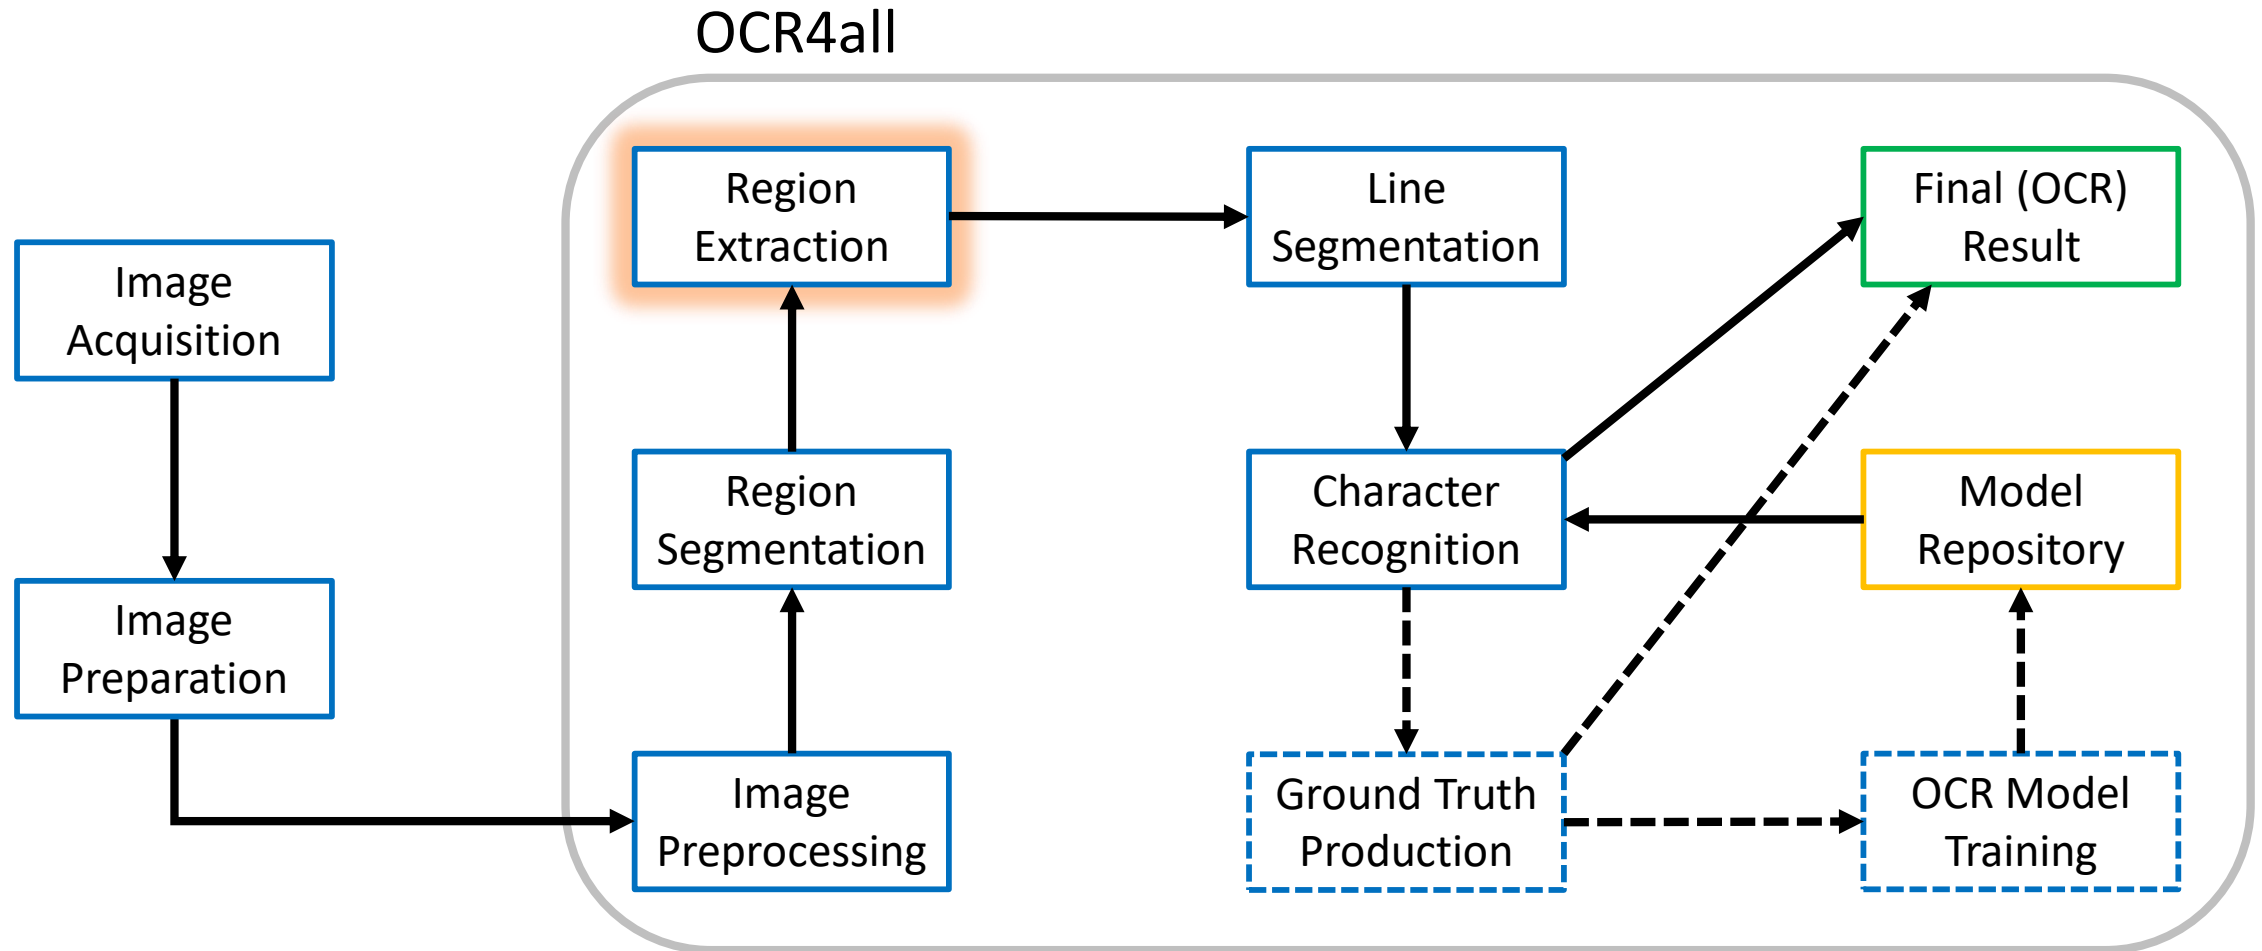 OCR4all
Image
Acquisition
Image
Preparation
Image
Preprocessing
Region
Segmentation
Region
Extraction
Line
Segmentation
Character
Recognition
Ground Truth
Production
OCR Model
Training
Model
Repository
Final (OCR)
Result